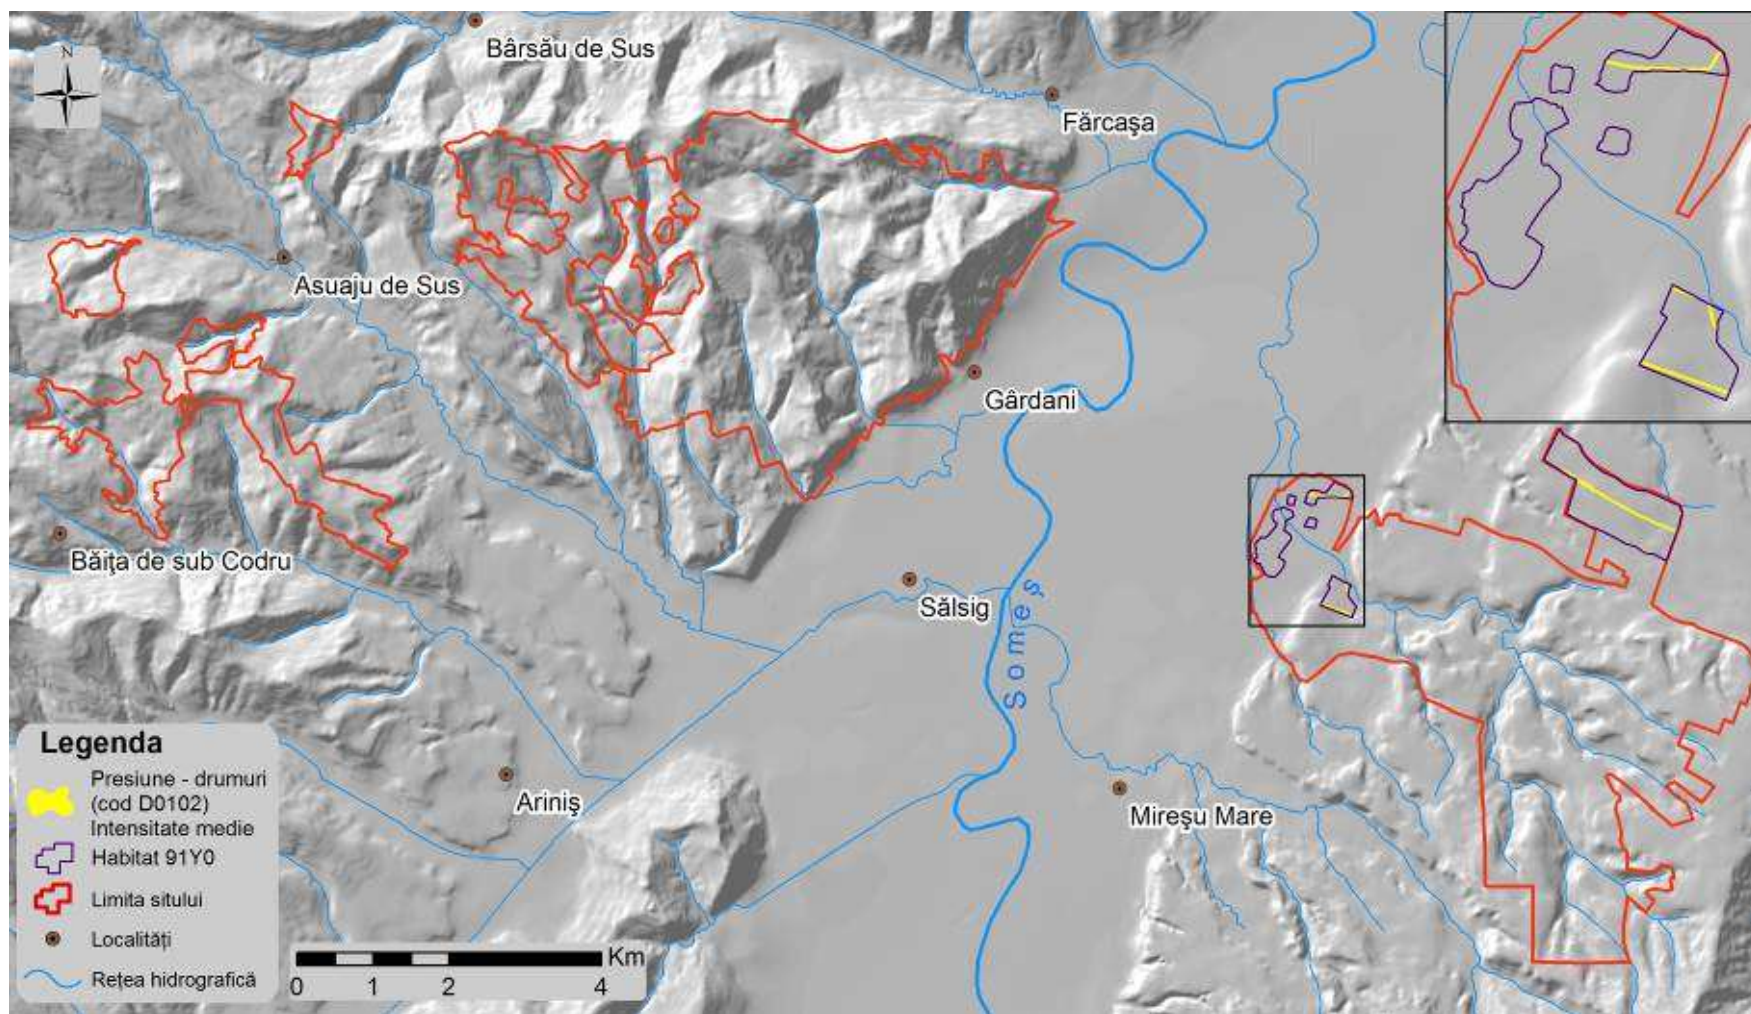 N
Bârsău de Sus
Fărcaşa
Asuaju de Sus
Gârdani
Băiţa de sub Codru
Sălsig
Someş
Ariniş
Mireşu Mare
Legenda
Presiune - drumuri
(cod D0102)
Intensitate medie
Habitat 91Y0
Limita sitului
Localităţi
Reţea hidrografică
Km
0 1 2 4